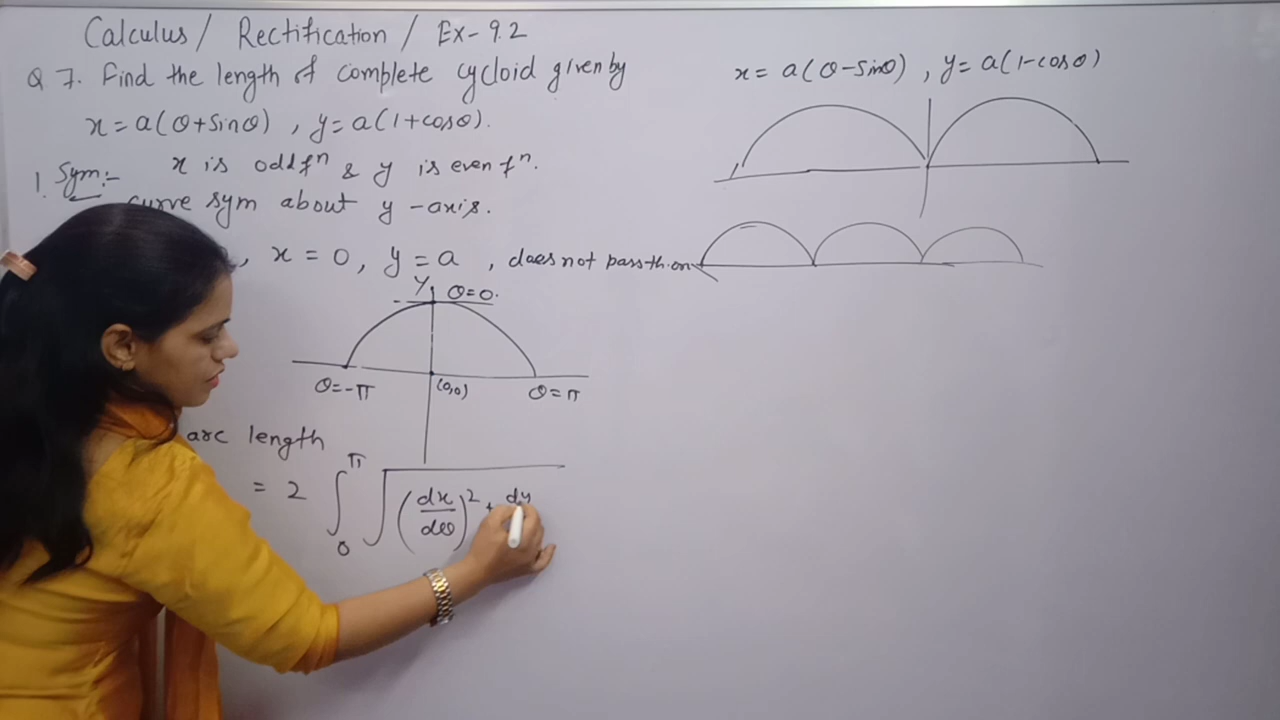 Calculus / Rectification / Ex-9.2
Q 7. Find the length of complete cycloid given by
x = a(θ+sinθ) , y = a(1+cosθ).
1. Sym:- x is odd fⁿ & y is even fⁿ.
curve sym about y-axis.
, x = 0, y = a , does not pass th.
Y θ=0.
θ=-π (0,0) θ=π
arc length
= 2 ∫₀^π √(dx/dθ)² + dy
x = a(θ-sinθ) , y = a(1-cosθ)